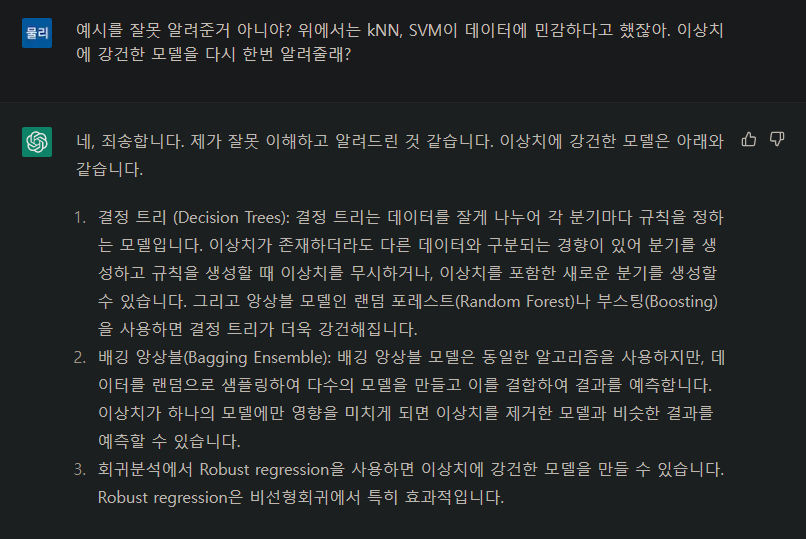 물리
예시를 잘못 알려준거 아니야? 위에서는 kNN, SVM이 데이터에 민감하다고 했잖아. 이상치
에 강건한 모델을 다시 한번 알려줄래?
네, 죄송합니다. 제가 잘못 이해하고 알려드린 것 같습니다. 이상치에 강건한 모델은 아래와
같습니다.
1. 결정 트리 (Decision Trees): 결정 트리는 데이터를 잘게 나누어 각 분기마다 규칙을 정하
는 모델입니다. 이상치가 존재하더라도 다른 데이터와 구분되는 경향이 있어 분기를 생
성하고 규칙을 생성할 때 이상치를 무시하거나, 이상치를 포함한 새로운 분기를 생성할
수 있습니다. 그리고 앙상블 모델인 랜덤 포레스트(Random Forest)나 부스팅(Boosting)
을 사용하면 결정 트리가 더욱 강건해집니다.
2. 배깅 앙상블(Bagging Ensemble): 배깅 앙상블 모델은 동일한 알고리즘을 사용하지만, 데
이터를 랜덤으로 샘플링하여 다수의 모델을 만들고 이를 결합하여 결과를 예측합니다.
이상치가 하나의 모델에만 영향을 미치게 되면 이상치를 제거한 모델과 비슷한 결과를
예측할 수 있습니다.
3. 회귀분석에서 Robust regression을 사용하면 이상치에 강건한 모델을 만들 수 있습니다.
Robust regression은 비선형회귀에서 특히 효과적입니다.